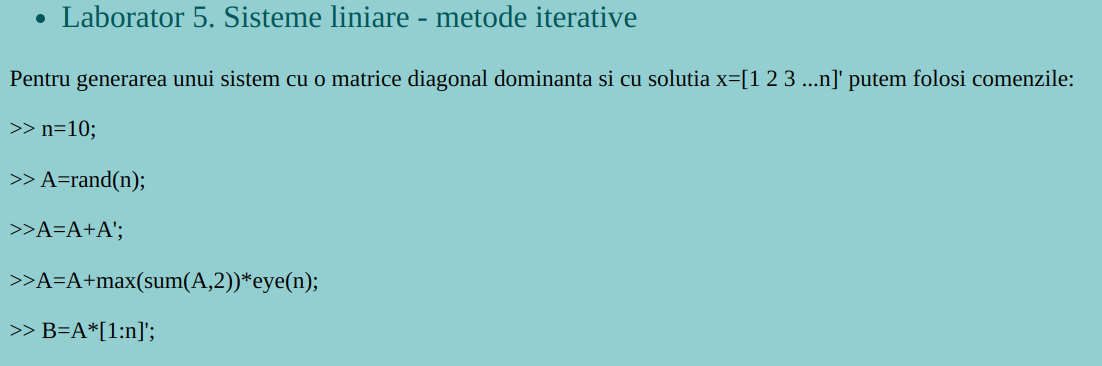 • Laborator 5. Sisteme liniare - metode iterative
Pentru generarea unui sistem cu o matrice diagonal dominanta si cu solutia x=[1 2 3 ...n]' putem folosi comenzile:
>> n=10;
>> A=rand(n);
>>A=A+A';
>>A=A+max(sum(A,2))*eye(n);
>> B=A*[1:n]';